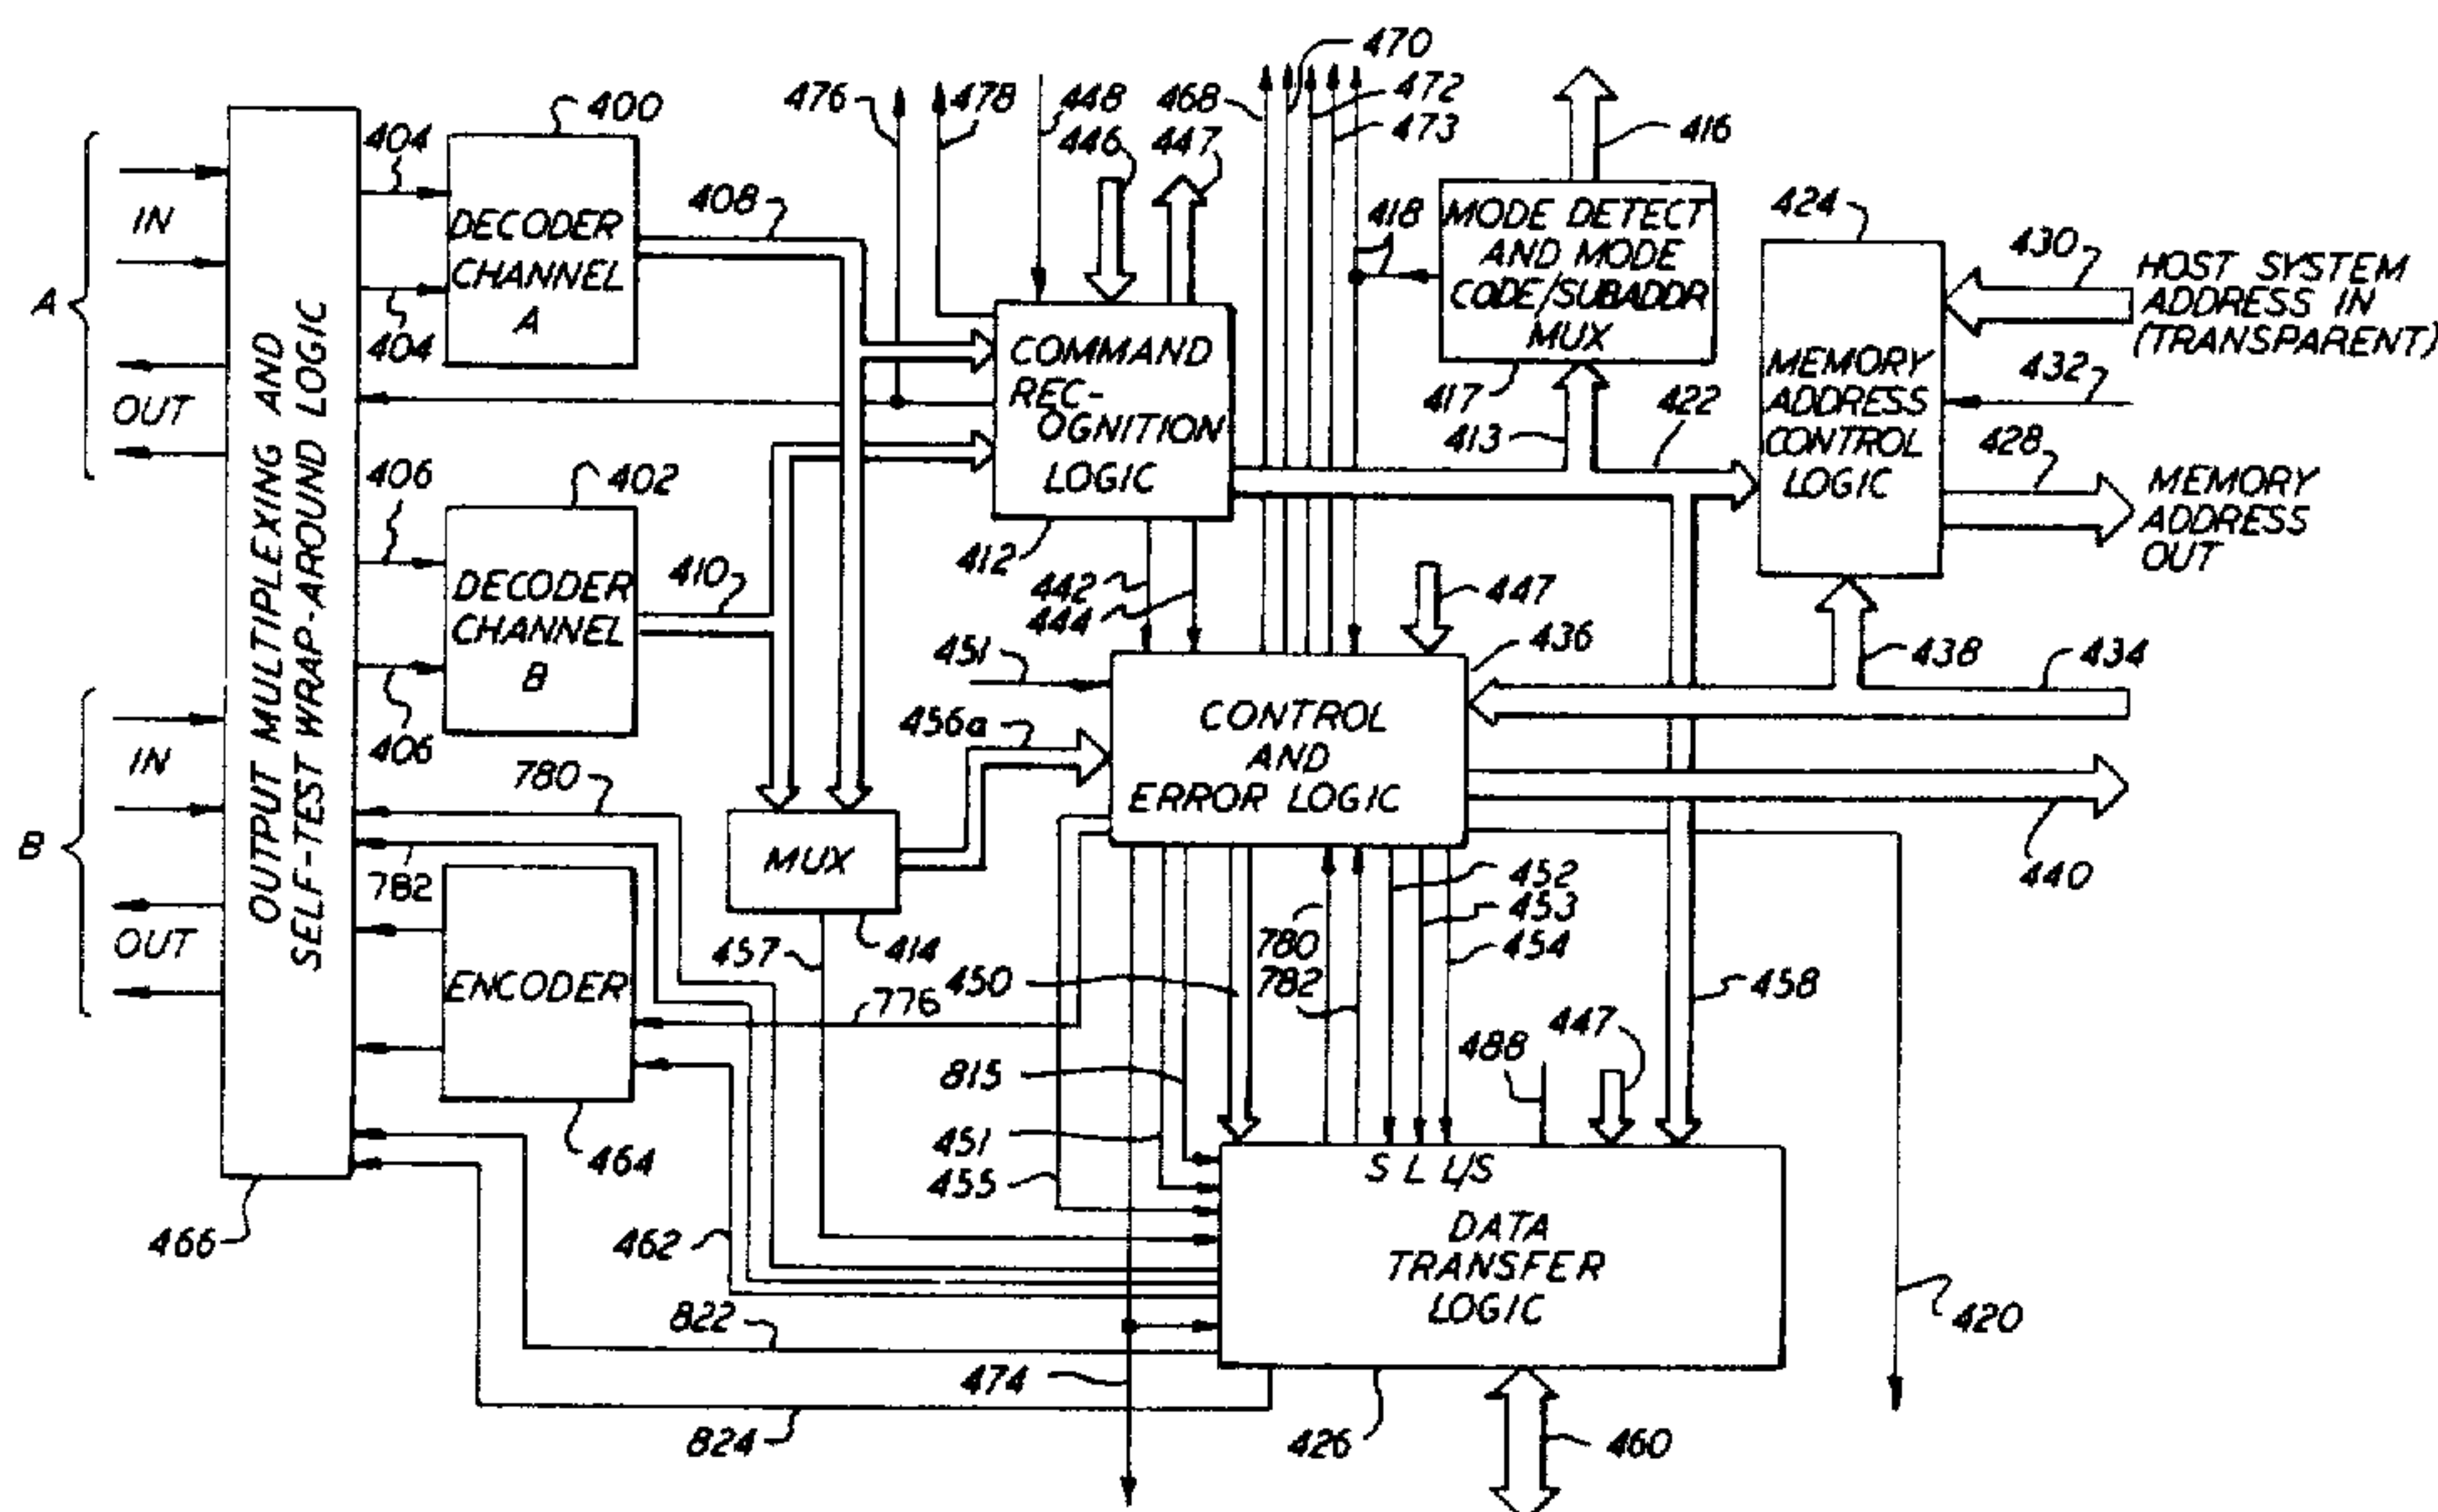 470
476
478
448
468
472
400
404
446
447
473
416
IN
DECODER
CHANNEL
A
408
418
MODE DETECT
AND MODE
CODE/SUBADDR
MUX
424
430
HOST SYSTEM
ADDRESS IN
(TRANSPARENT)
A
404
COMMAND
REC-
OGNITION
LOGIC
MEMORY
ADDRESS
CONTROL
LOGIC
432
OUT
417
422
413
428
406
402
MEMORY
ADDRESS
OUT
OUTPUT MULTIPLEXING AND
SELF-TEST WRAP-AROUND LOGIC
412
410
442
444
447
DECODER
CHANNEL
B
451
436
438
434
406
456a
CONTROL
AND
ERROR LOGIC
IN
780
B
782
MUX
452
440
453
OUT
457
414
780
454
ENCODER
450
782
458
776
447
488
815
451
464
455
S L L/S
466
462
DATA
TRANSFER
LOGIC
822
420
474
824
426
460